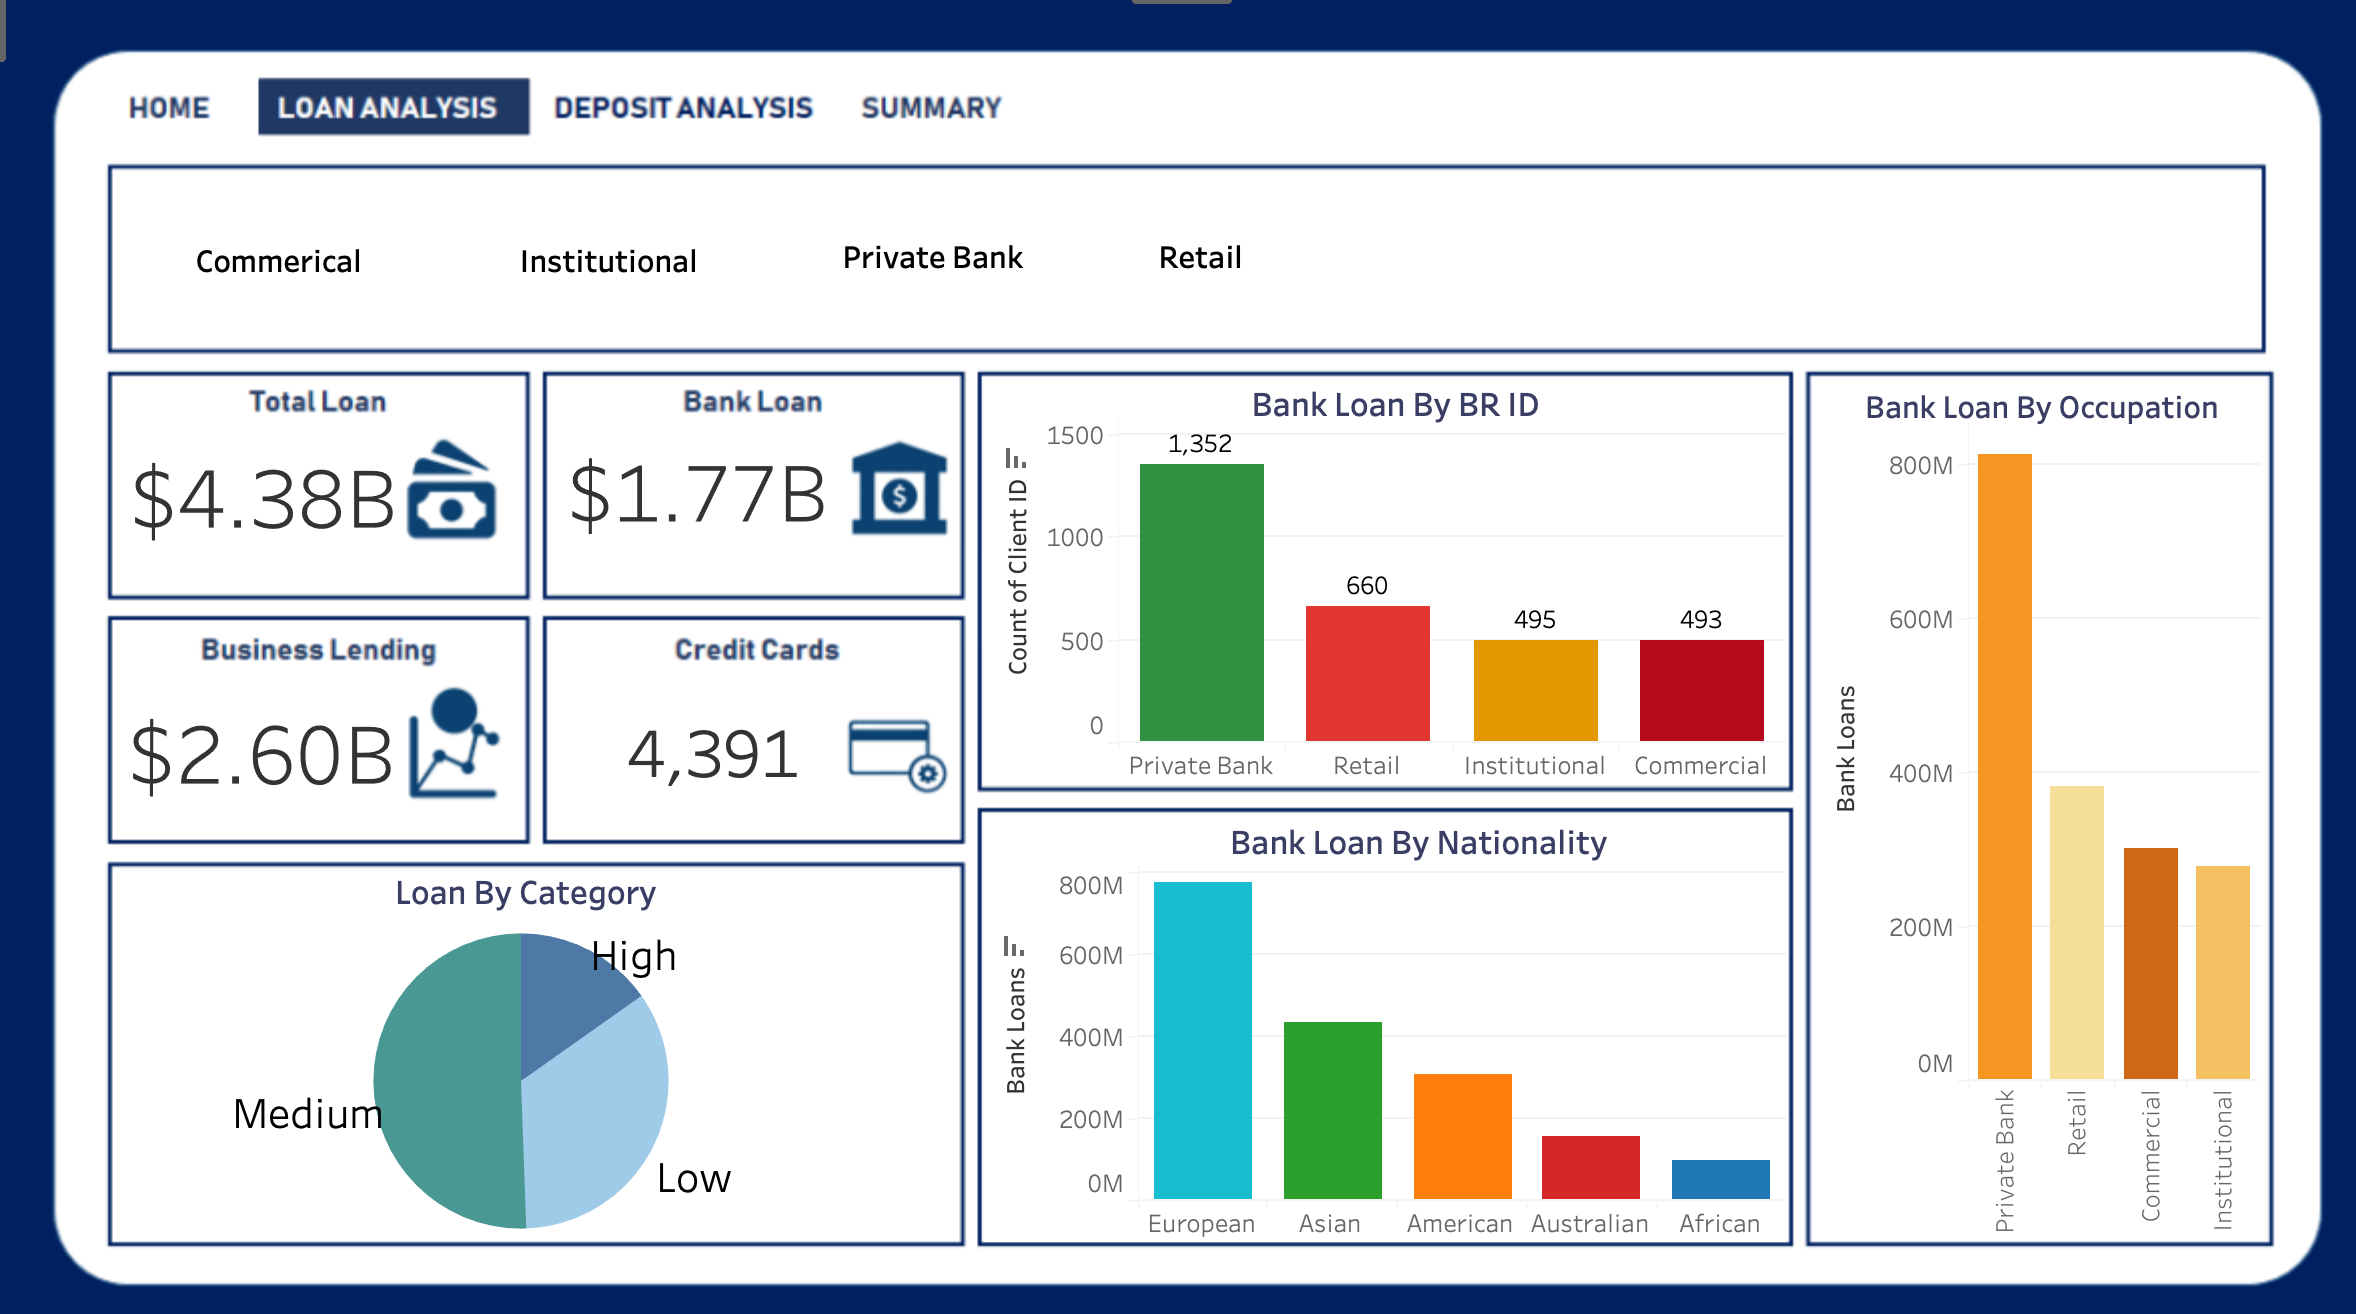 HOME LOAN ANALYSIS DEPOSIT ANALYSIS SUMMARY
Commerical Institutional Private Bank Retail
Total Loan
$4.38B
Bank Loan
$1.77B
$
Business Lending
$2.60B
Credit Cards
4,391
Loan By Category
High
Medium
Low
Bank Loan By BR ID
Count of Client ID
1500
1000
500
0
1,352
660
495
493
Private Bank Retail Institutional Commercial
Bank Loan By Nationality
Bank Loans
800M
600M
400M
200M
0M
European Asian American Australian African
Bank Loan By Occupation
Bank Loans
800M
600M
400M
200M
0M
Private Bank
Retail
Commercial
Institutional